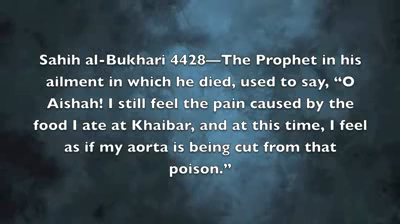 Sahih al-Bukhari 4428—The Prophet in his
ailment in which he died, used to say, “O
Aishah! I still feel the pain caused by the
food I ate at Khaibar, and at this time, I feel
as if my aorta is being cut from that
poison.”